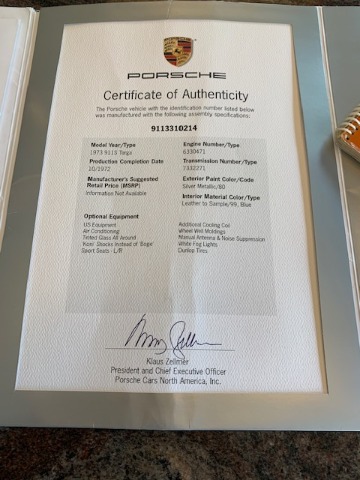 PORSCHE
Certificate of Authenticity
The Porsche vehicle with the identification number listed below
was manufactured with the following assembly specifications:
9113310214
Model Year/Type
1973 911S Targa
Production Completion Date
10/1972
Manufacturer's Suggested
Retail Price (MSRP)
Information Not Available
Engine Number/Type
6330671
Transmission Number/Type
7332271
Exterior Paint Color/Code
Silver Metallic/80
Interior Material Color/Type
Leather to Sample/99, Blue
Optional Equipment
US Equipment
Air Conditioning
Tinted Glass All Around
'Koni' Shocks Instead of 'Boge'
Sport Seats - L/R
Additional Cooling Coil
Wheel Well Moldings
Manual Antenna & Noise Suppression
White Fog Lights
Dunlop Tires
Klaus Zellmer
President and Chief Executive Officer
Porsche Cars North America, Inc.